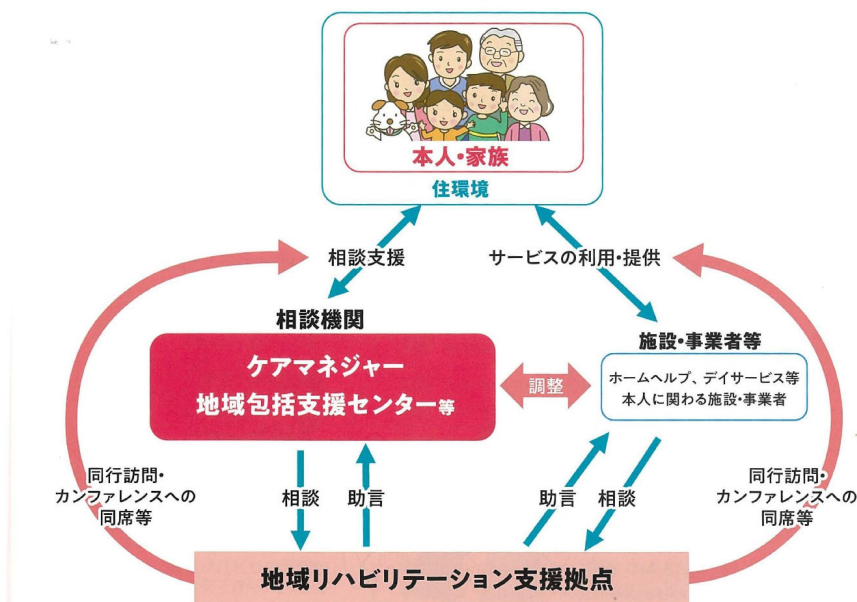 本人・家族
住環境
相談支援
サービスの利用・提供
相談機関
ケアマネジャー
地域包括支援センター等
調整
施設・事業者等
ホームヘルプ、デイサービス等
本人に関わる施設・事業者
同行訪問・
カンファレンスへの
同席等
相談
助言
助言
相談
同行訪問・
カンファレンスへの
同席等
地域リハビリテーション支援拠点